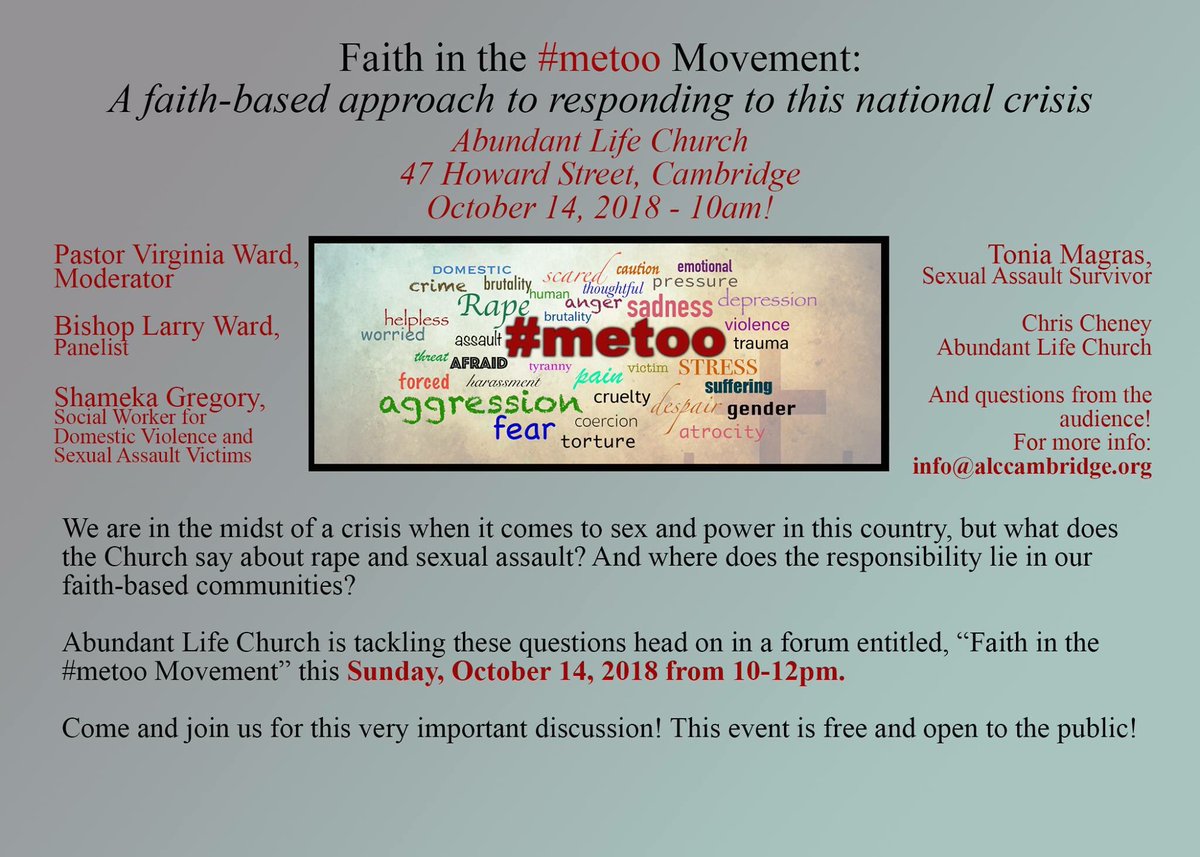 Faith in the #metoo Movement:
A faith-based approach to responding to this national crisis
Abundant Life Church
47 Howard Street, Cambridge
October 14, 2018 - 10am!
Pastor Virginia Ward,
Moderator
Bishop Larry Ward,
Panelist
Shameka Gregory,
Social Worker for
Domestic Violence and
Sexual Assault Victims
DOMESTIC
scared
caution
emotional
crime
brutality
human
thoughtful
pressure
Rape
anger
sadness
depression
helpless
brutality
violence
worried
assault
#metoo
trauma
threat
AFRAID
tyranny
victim
STRESS
forced
harassment
pain
suffering
aggression
cruelty
despair
gender
fear
coercion
torture
atrocity
Tonia Magras,
Sexual Assault Survivor
Chris Cheney
Abundant Life Church
And questions from the
audience!
For more info:
info@alccambridge.org
We are in the midst of a crisis when it comes to sex and power in this country, but what does
the Church say about rape and sexual assault? And where does the responsibility lie in our
faith-based communities?
Abundant Life Church is tackling these questions head on in a forum entitled, “Faith in the
#metoo Movement” this Sunday, October 14, 2018 from 10-12pm.
Come and join us for this very important discussion! This event is free and open to the public!